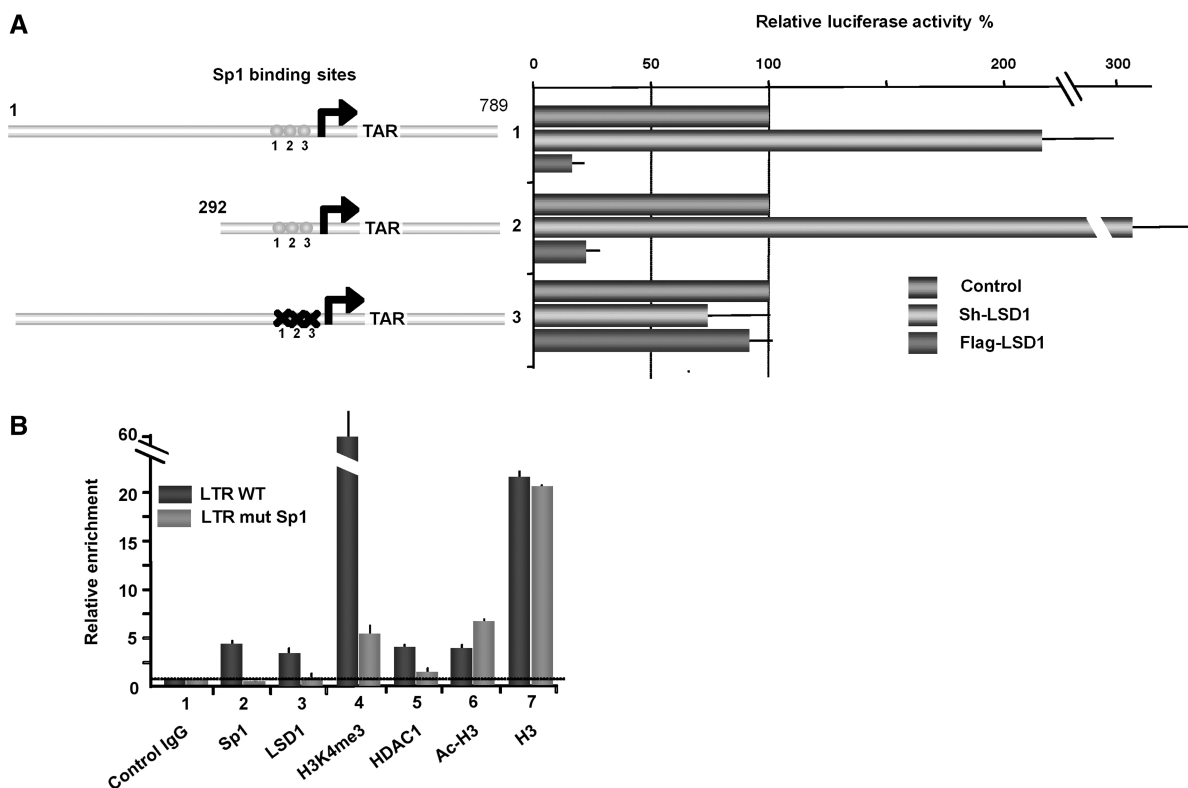 A
Relative luciferase activity %
0 50 100 200 300
Sp1 binding sites
1 789
TAR
1 2 3
1
292
TAR
1 2 3
2
TAR
1 2 3
3
Control
Sh-LSD1
Flag-LSD1
B
Relative enrichment
60
20
15
10
5
0
LTR WT
LTR mut Sp1
1 2 3 4 5 6 7
Control IgG
Sp1
LSD1
H3K4me3
HDAC1
Ac-H3
H3